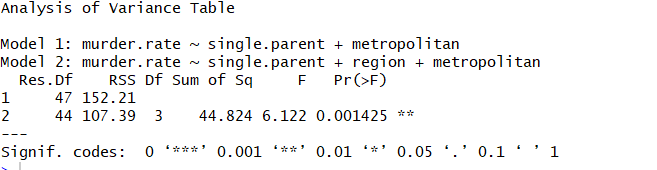 Analysis of Variance Table
Model 1: murder.rate ~ single.parent + metropolitan
Model 2: murder.rate ~ single.parent + region + metropolitan
  Res.Df    RSS Df Sum of Sq     F   Pr(>F)
1     47 152.21
2     44 107.39  3    44.824 6.122 0.001425 **
---
Signif. codes:  0 ‘***’ 0.001 ‘**’ 0.01 ‘*’ 0.05 ‘.’ 0.1 ‘ ’ 1
>